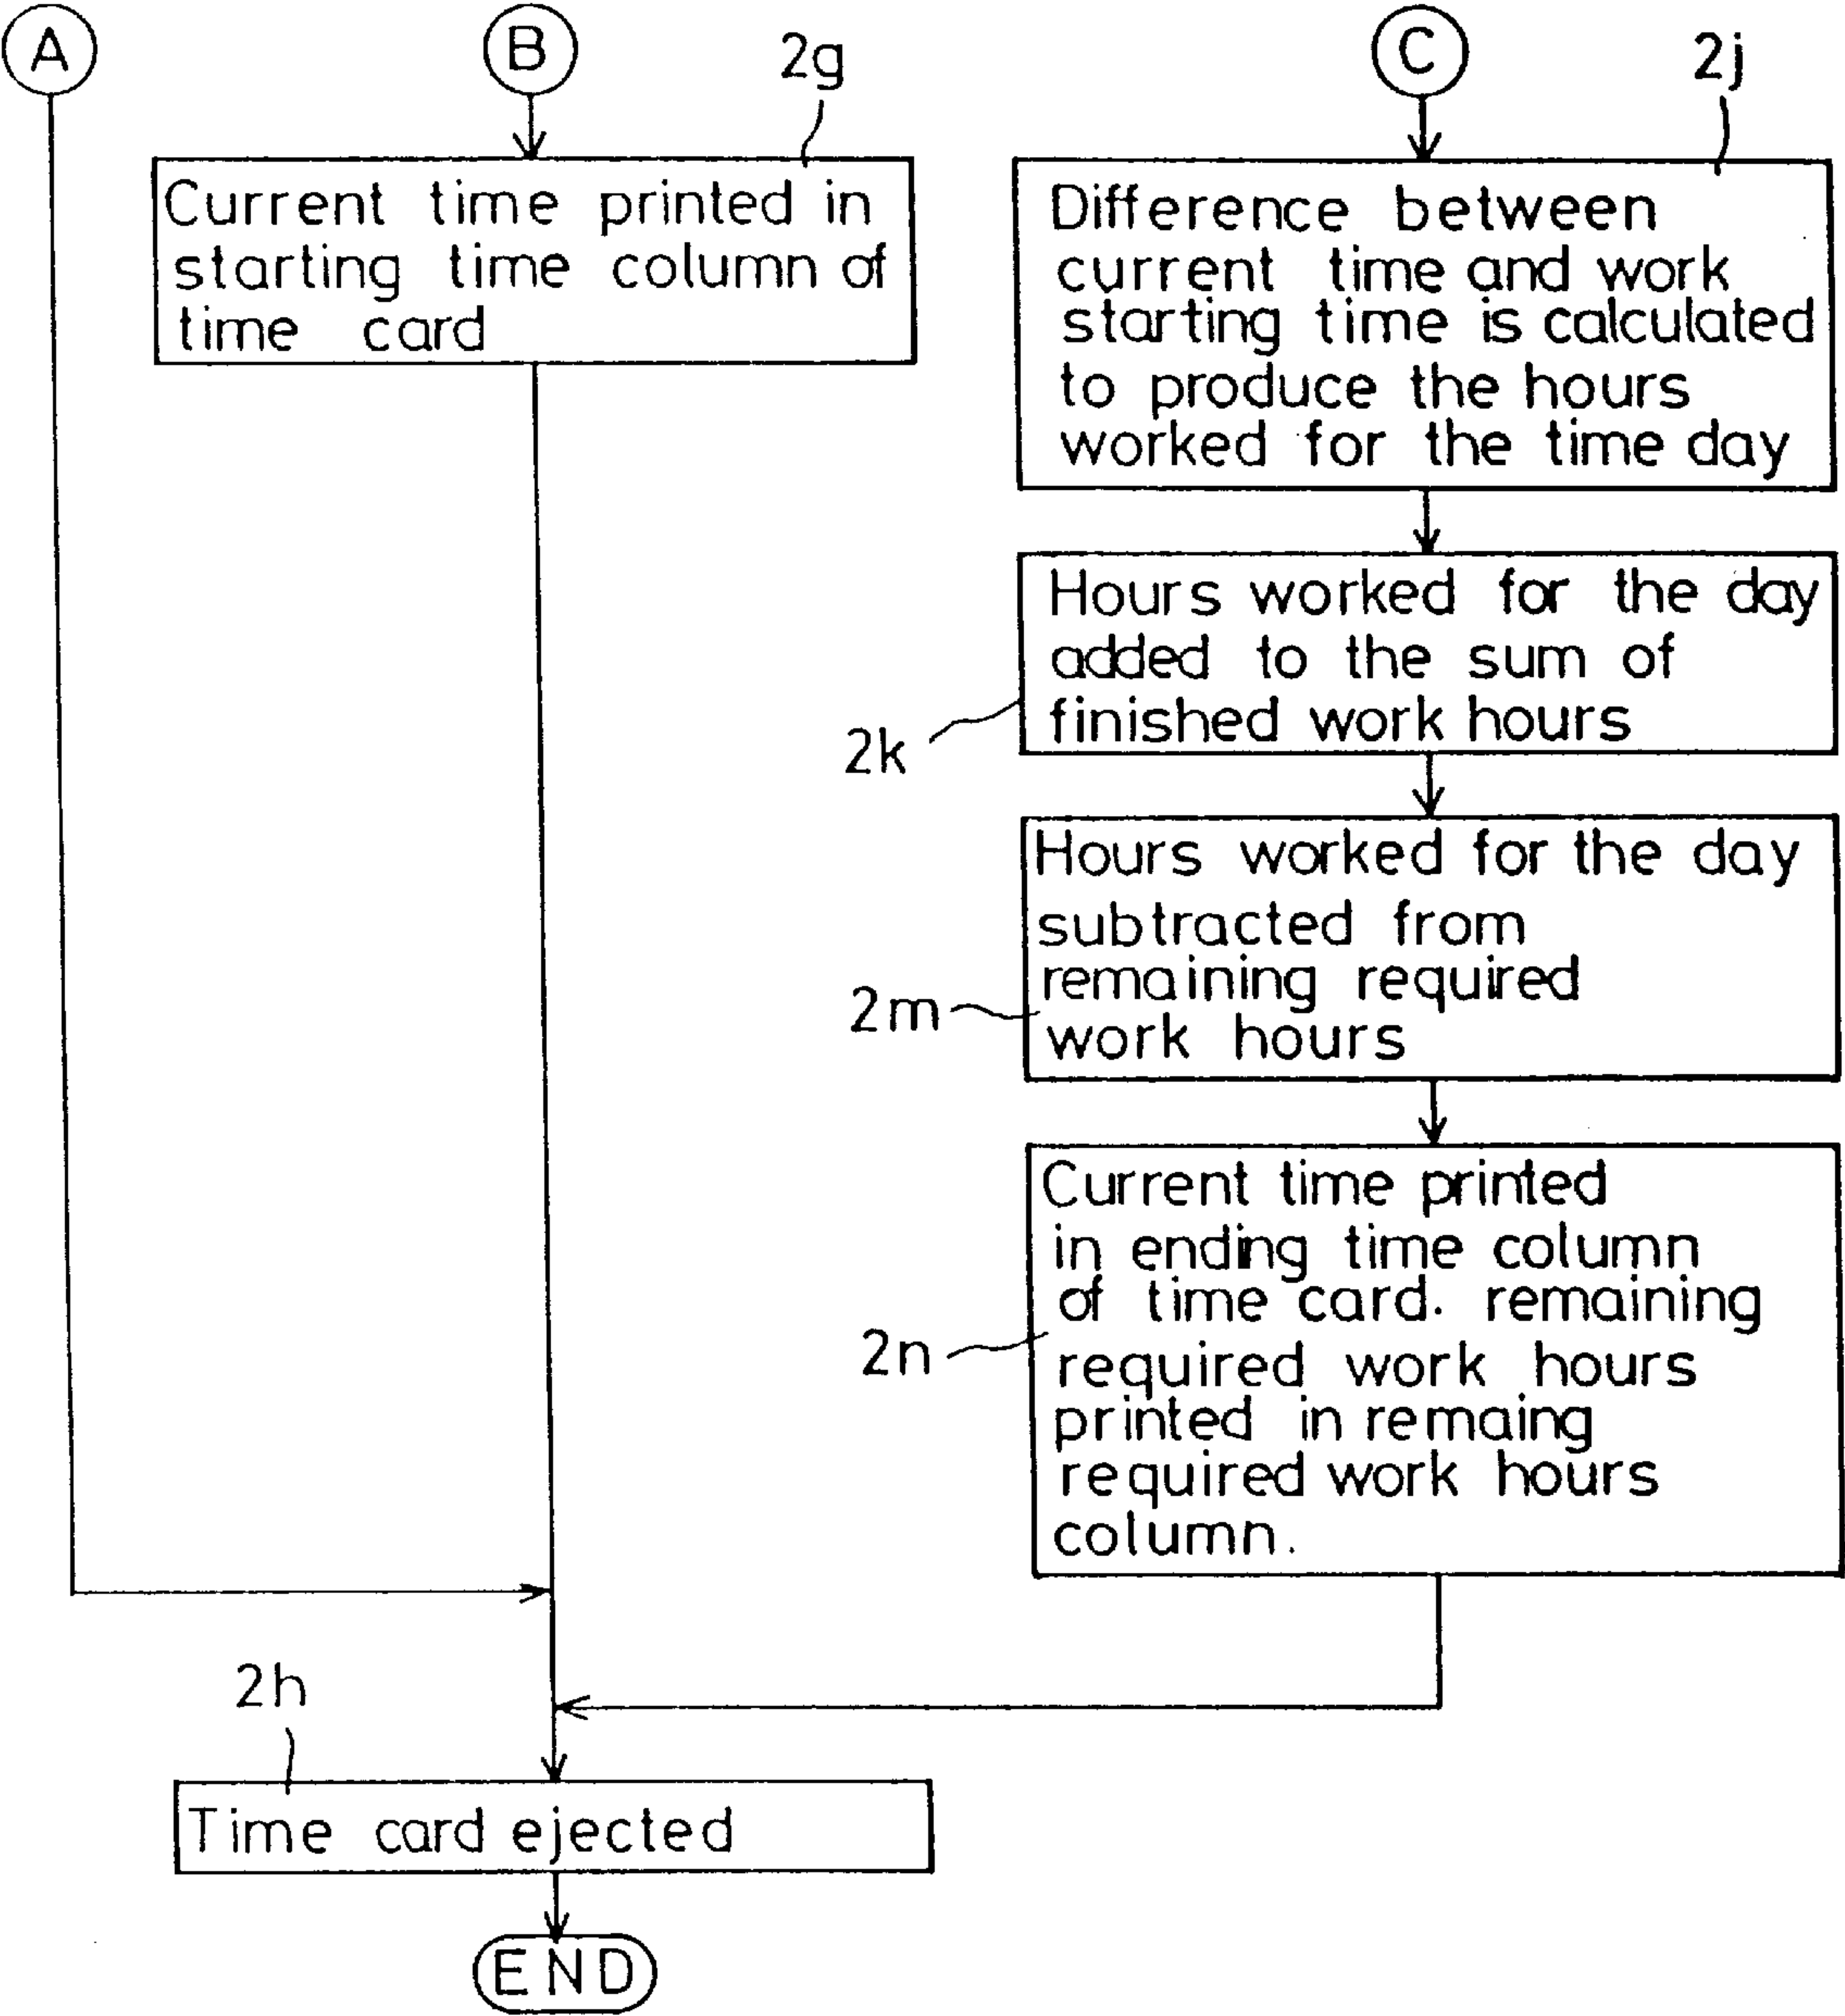 A
B
2g
C
2j
Current time printed in
starting time column of
time card
Difference between
current time and work
starting time is calculated
to produce the hours
worked for the time day
Hours worked for the day
added to the sum of
finished work hours
2k
Hours worked for the day
subtracted from
remaining required
work hours
2m
Current time printed
in ending time column
of time card. remaining
required work hours
printed in remaing
required work hours
column.
2n
2h
Time card ejected
END